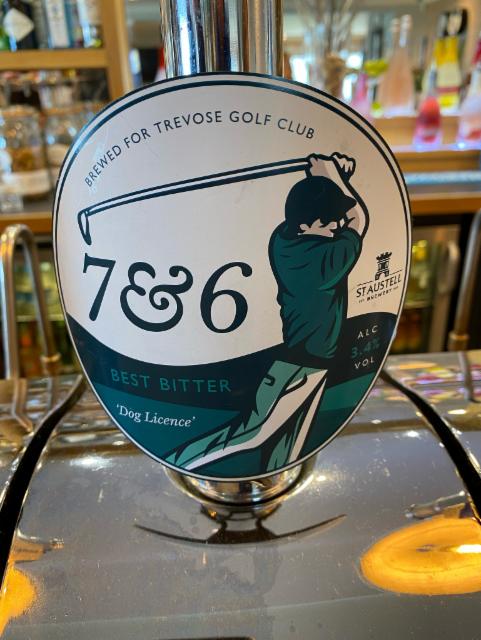 BREWED FOR TREVOSE GOLF CLUB
7&6
ST AUSTELL
BREWERY
ALC
3.4%
VOL
BEST BITTER
'Dog Licence'